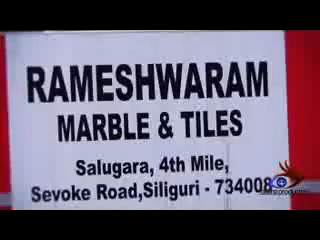 RAMESHWARAM
MARBLE & TILES
Salugara, 4th Mile,
Sevoke Road,Siliguri - 734008